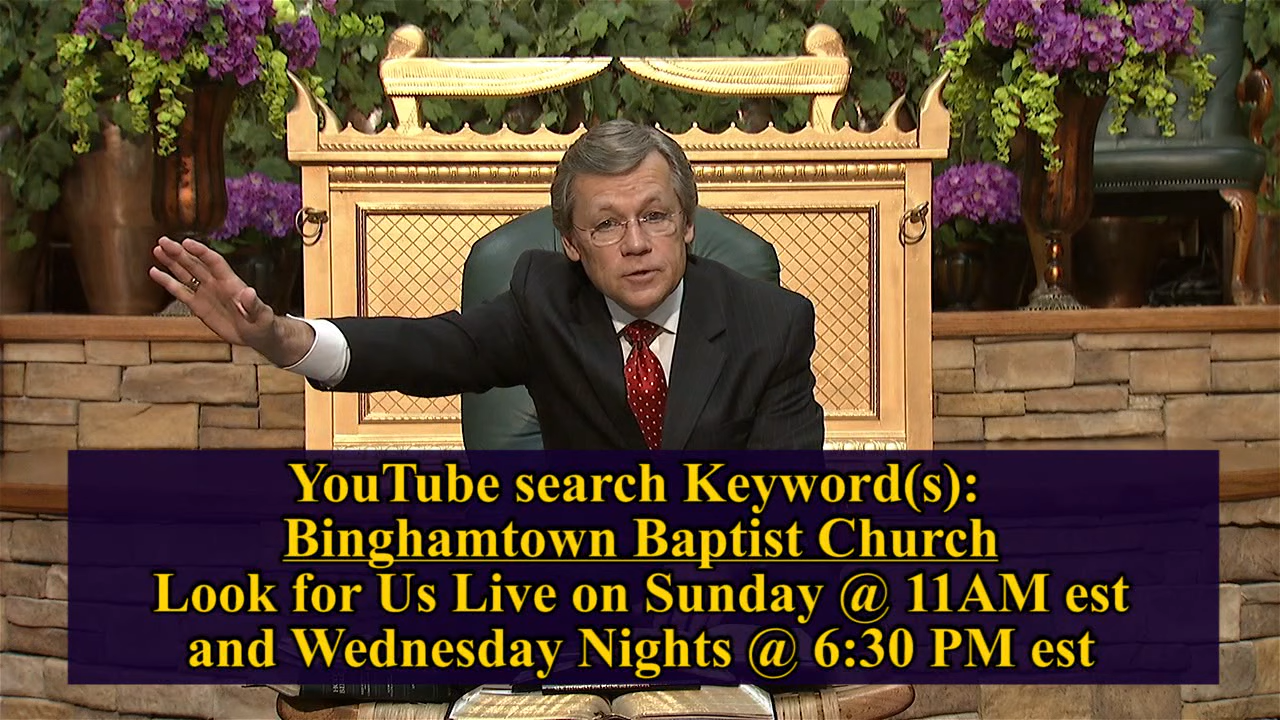 YouTube search Keyword(s):
Binghamtown Baptist Church
Look for Us Live on Sunday @ 11AM est
and Wednesday Nights @ 6:30 PM est